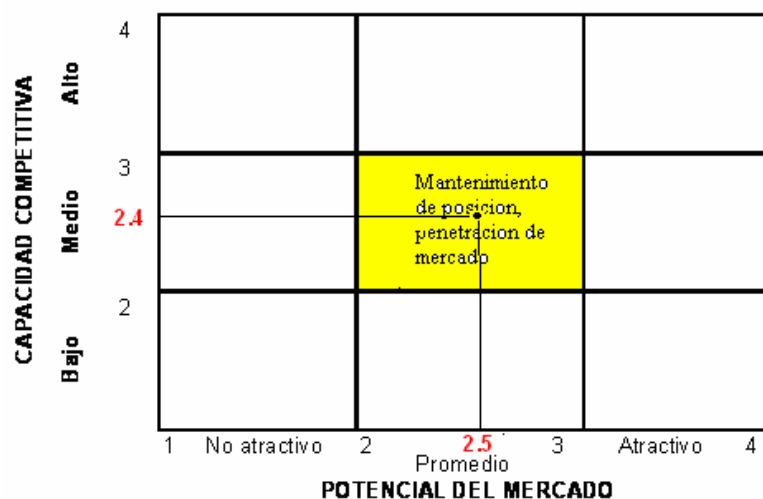 CAPACIDAD COMPETITIVA
Alto
Medio
Bajo
4
3
2.4
2
Mantenimiento
de posicion,
penetracion de
mercado
1 No atractivo 2 2.5 3 Atractivo 4
Promedio
POTENCIAL DEL MERCADO